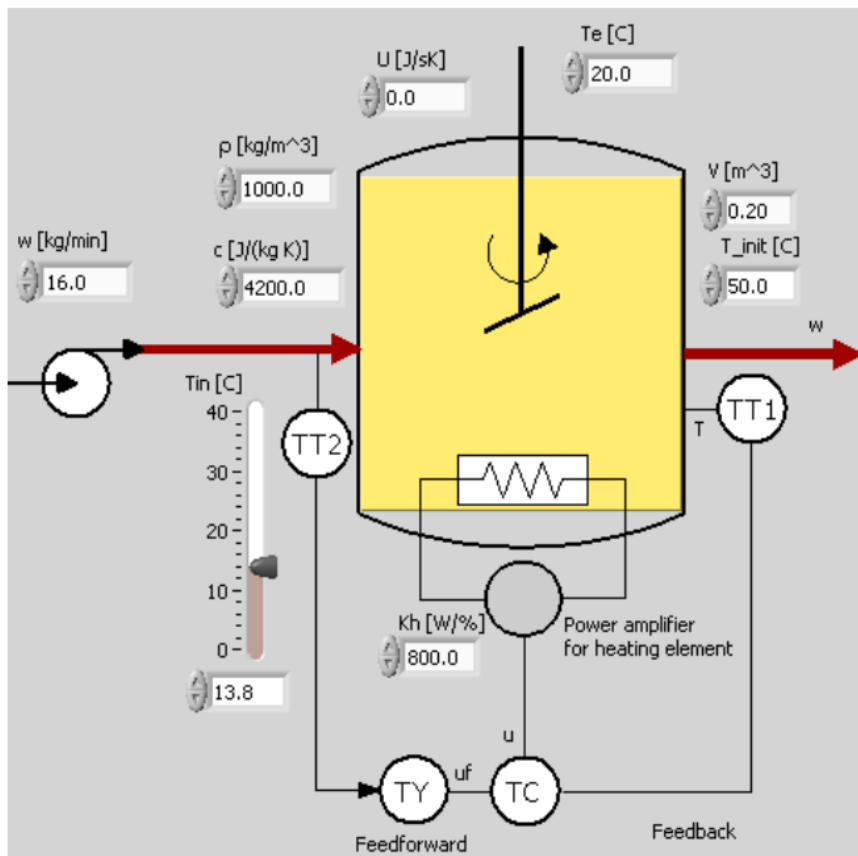 Te [C]
20.0
U [J/sK]
0.0
ρ [kg/m^3]
1000.0
V [m^3]
0.20
w [kg/min]
16.0
c [J/(kg K)]
4200.0
T_init [C]
50.0
w
Tin [C]
40
30
20
10
0
13.8
TT2
TT1
T
Kh [W/%]
800.0
Power amplifier
for heating element
u
TY
uf
TC
Feedforward
Feedback